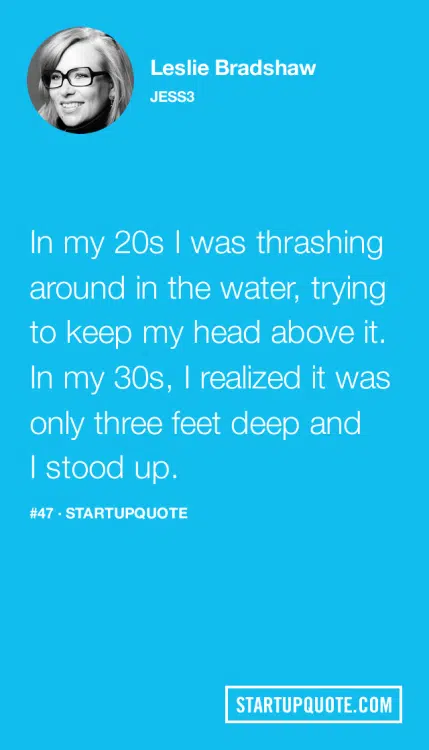 Leslie Bradshaw
JESS3
In my 20s I was thrashing
around in the water, trying
to keep my head above it.
In my 30s, I realized it was
only three feet deep and
I stood up.
#47 · STARTUPQUOTE
STARTUPQUOTE.COM